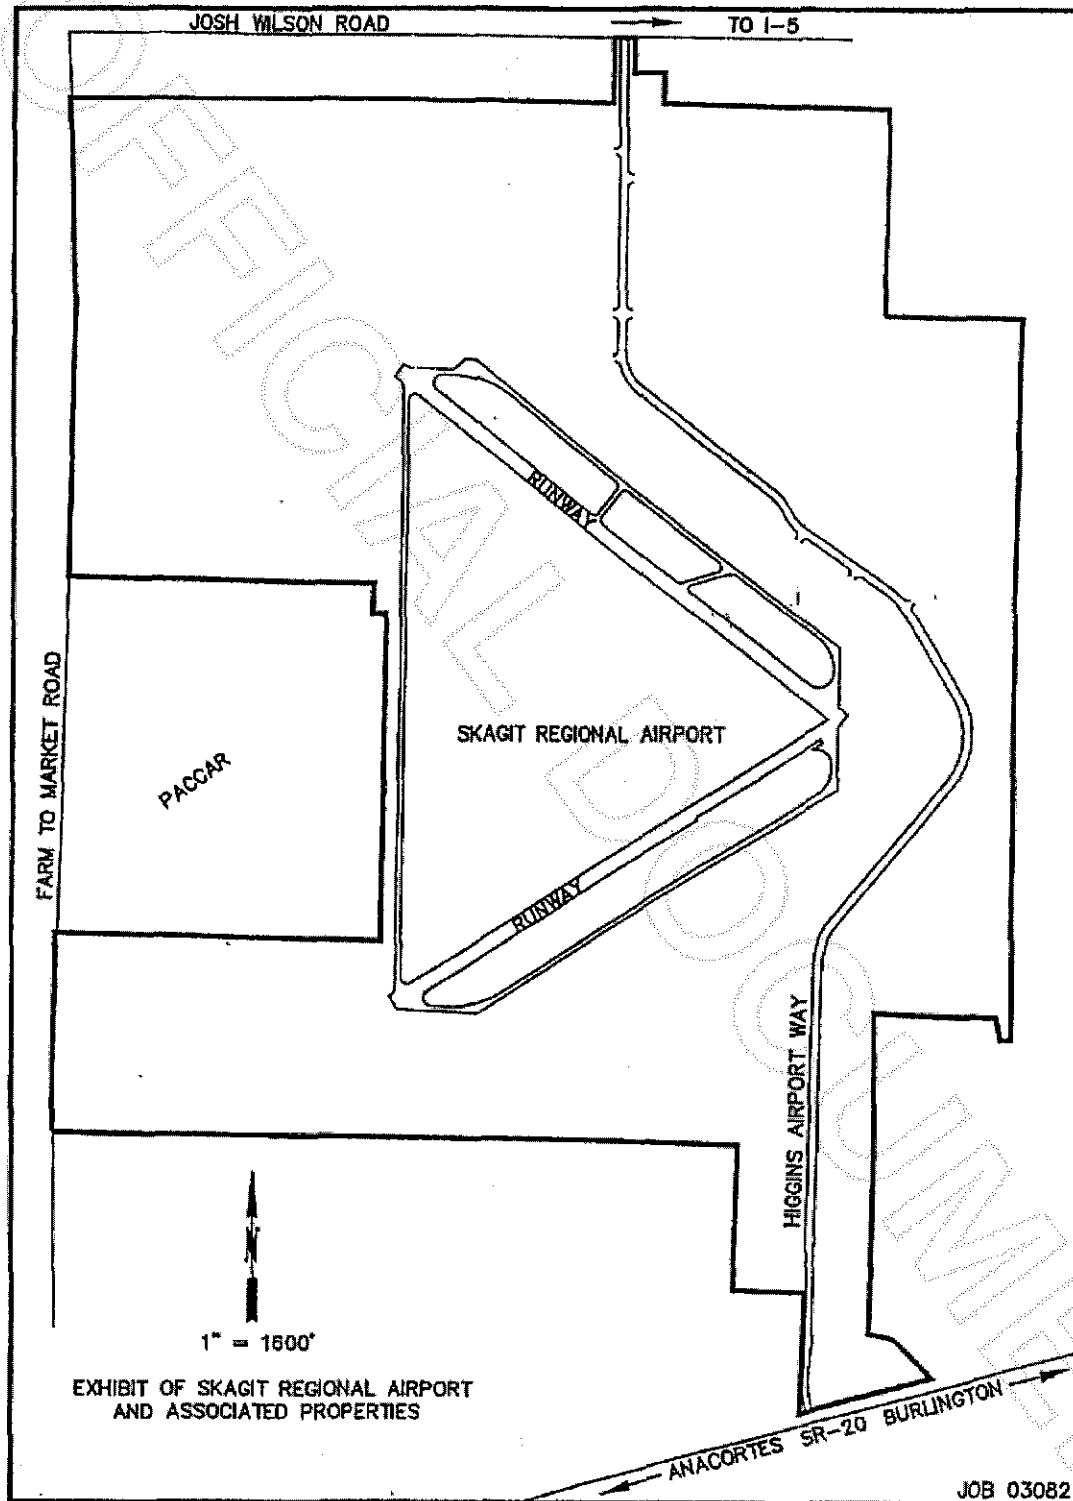 JOSH WILSON ROAD
TO I-5
RUNWAY
SKAGIT REGIONAL AIRPORT
FARM TO MARKET ROAD
PACCAR
RUNWAY
HIGGINS AIRPORT WAY
N
1" = 1600'
EXHIBIT OF SKAGIT REGIONAL AIRPORT
AND ASSOCIATED PROPERTIES
ANACORTES SR-20 BURLINGTON
JOB 03082
OFFICIAL DOCUME